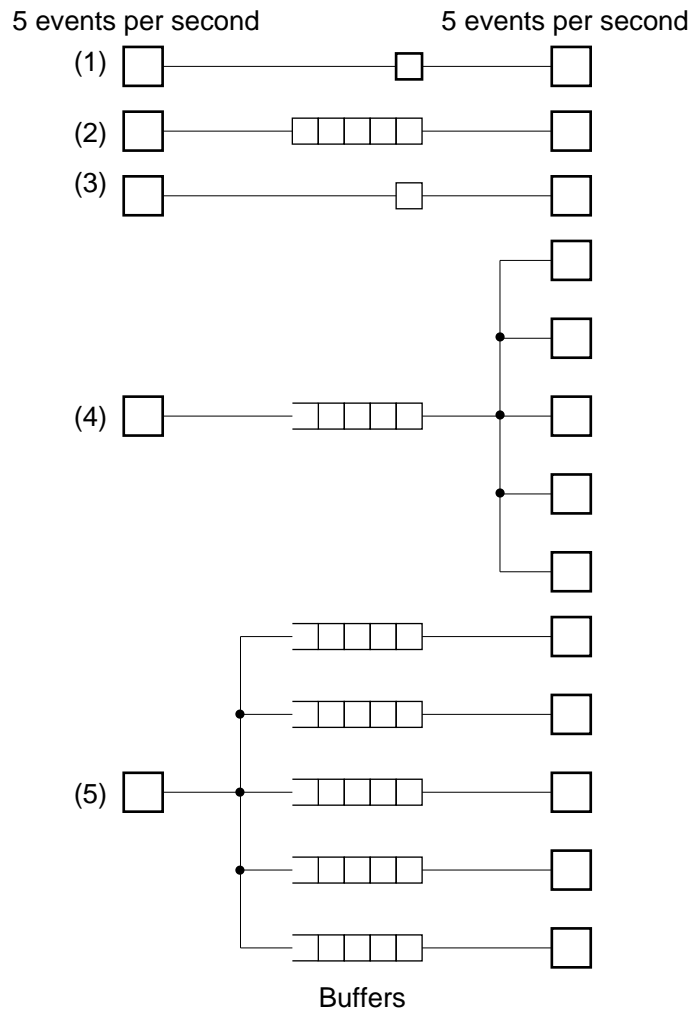 5 events per second 5 events per second
(1)
(2)
(3)
(4)
(5)
Buffers